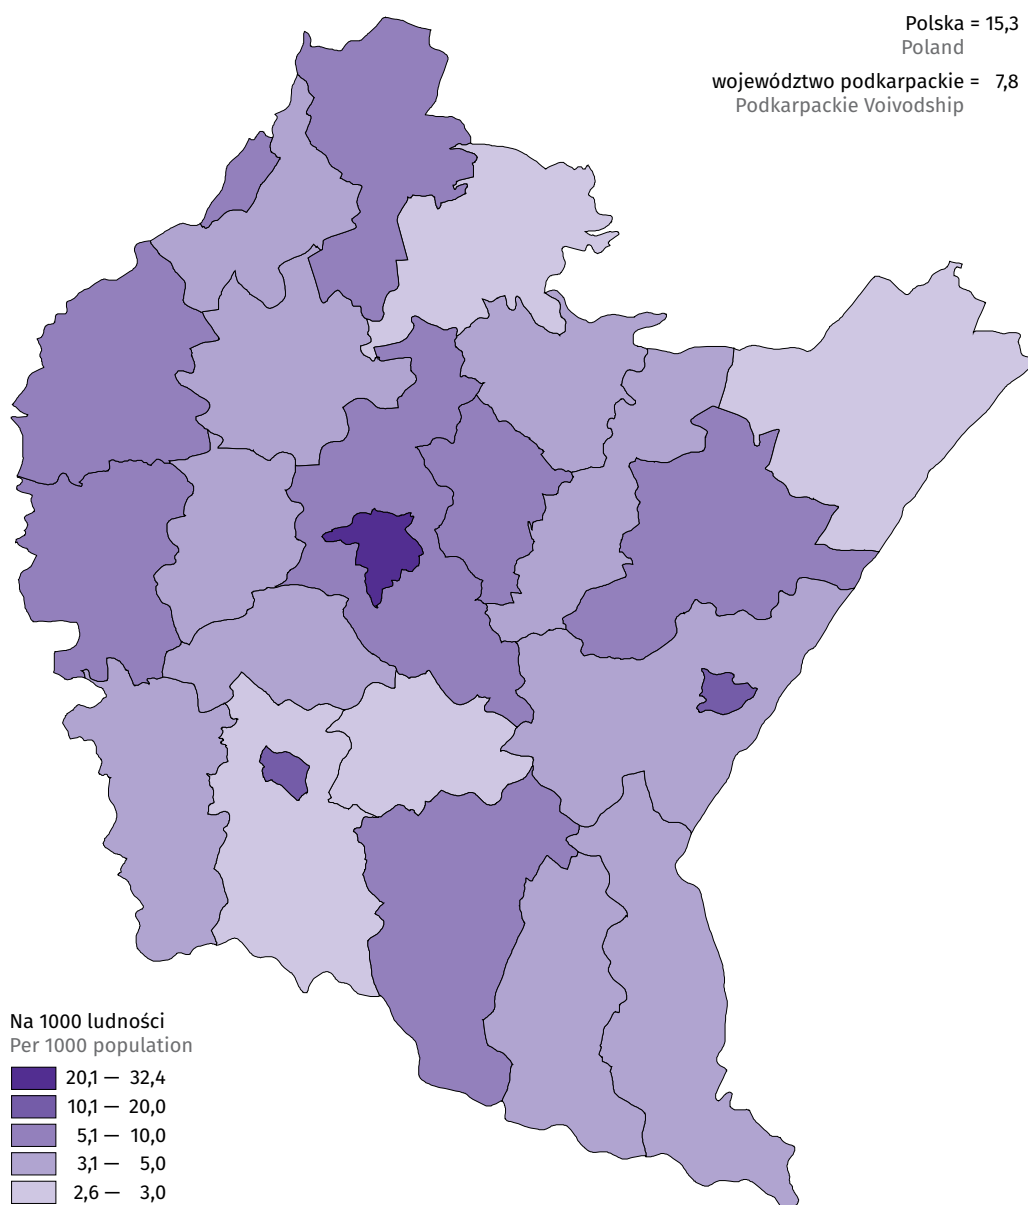 Polska = 15,3
Poland
województwo podkarpackie = 7,8
Podkarpackie Voivodship
Na 1000 ludności
Per 1000 population
20,1 — 32,4
10,1 — 20,0
5,1 — 10,0
3,1 — 5,0
2,6 — 3,0